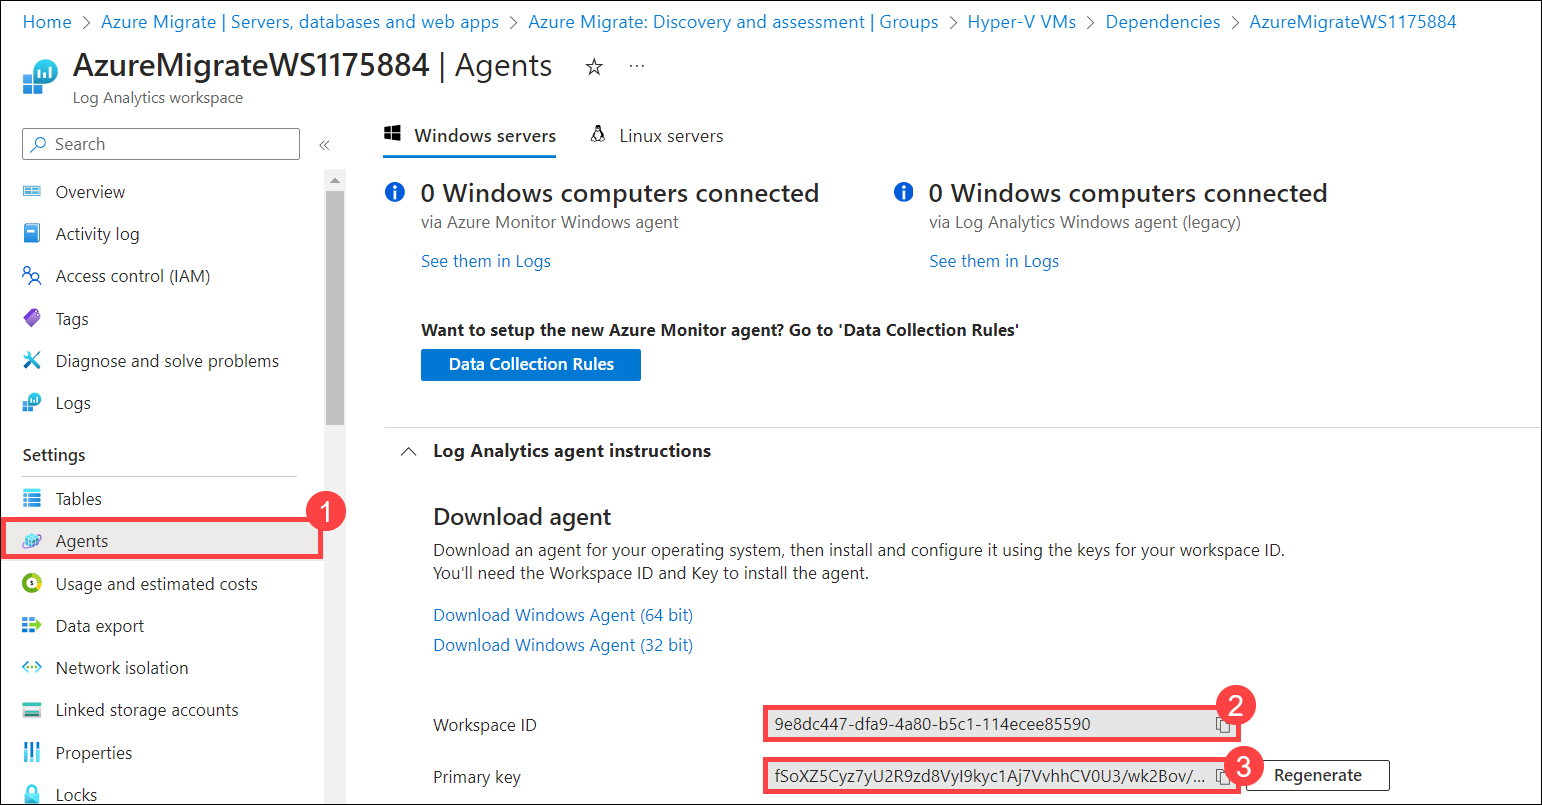 Home > Azure Migrate | Servers, databases and web apps > Azure Migrate: Discovery and assessment | Groups > Hyper-V VMs > Dependencies > AzureMigrateWS1175884
AzureMigrateWS1175884 | Agents
Log Analytics workspace
Search
Overview
Activity log
Access control (IAM)
Tags
Diagnose and solve problems
Logs
Settings
Tables
Agents
1
Usage and estimated costs
Data export
Network isolation
Linked storage accounts
Properties
Locks
Windows servers
Linux servers
0 Windows computers connected
via Azure Monitor Windows agent
See them in Logs
0 Windows computers connected
via Log Analytics Windows agent (legacy)
See them in Logs
Want to setup the new Azure Monitor agent? Go to 'Data Collection Rules'
Data Collection Rules
Log Analytics agent instructions
Download agent
Download an agent for your operating system, then install and configure it using the keys for your workspace ID.
You'll need the Workspace ID and Key to install the agent.
Download Windows Agent (64 bit)
Download Windows Agent (32 bit)
Workspace ID
9e8dc447-dfa9-4a80-b5c1-114ecee85590
2
Primary key
fSoXZ5Cyz7yU2R9zd8VyI9kyc1Aj7VvhhCV0U3/wk2Bov/...
3
Regenerate